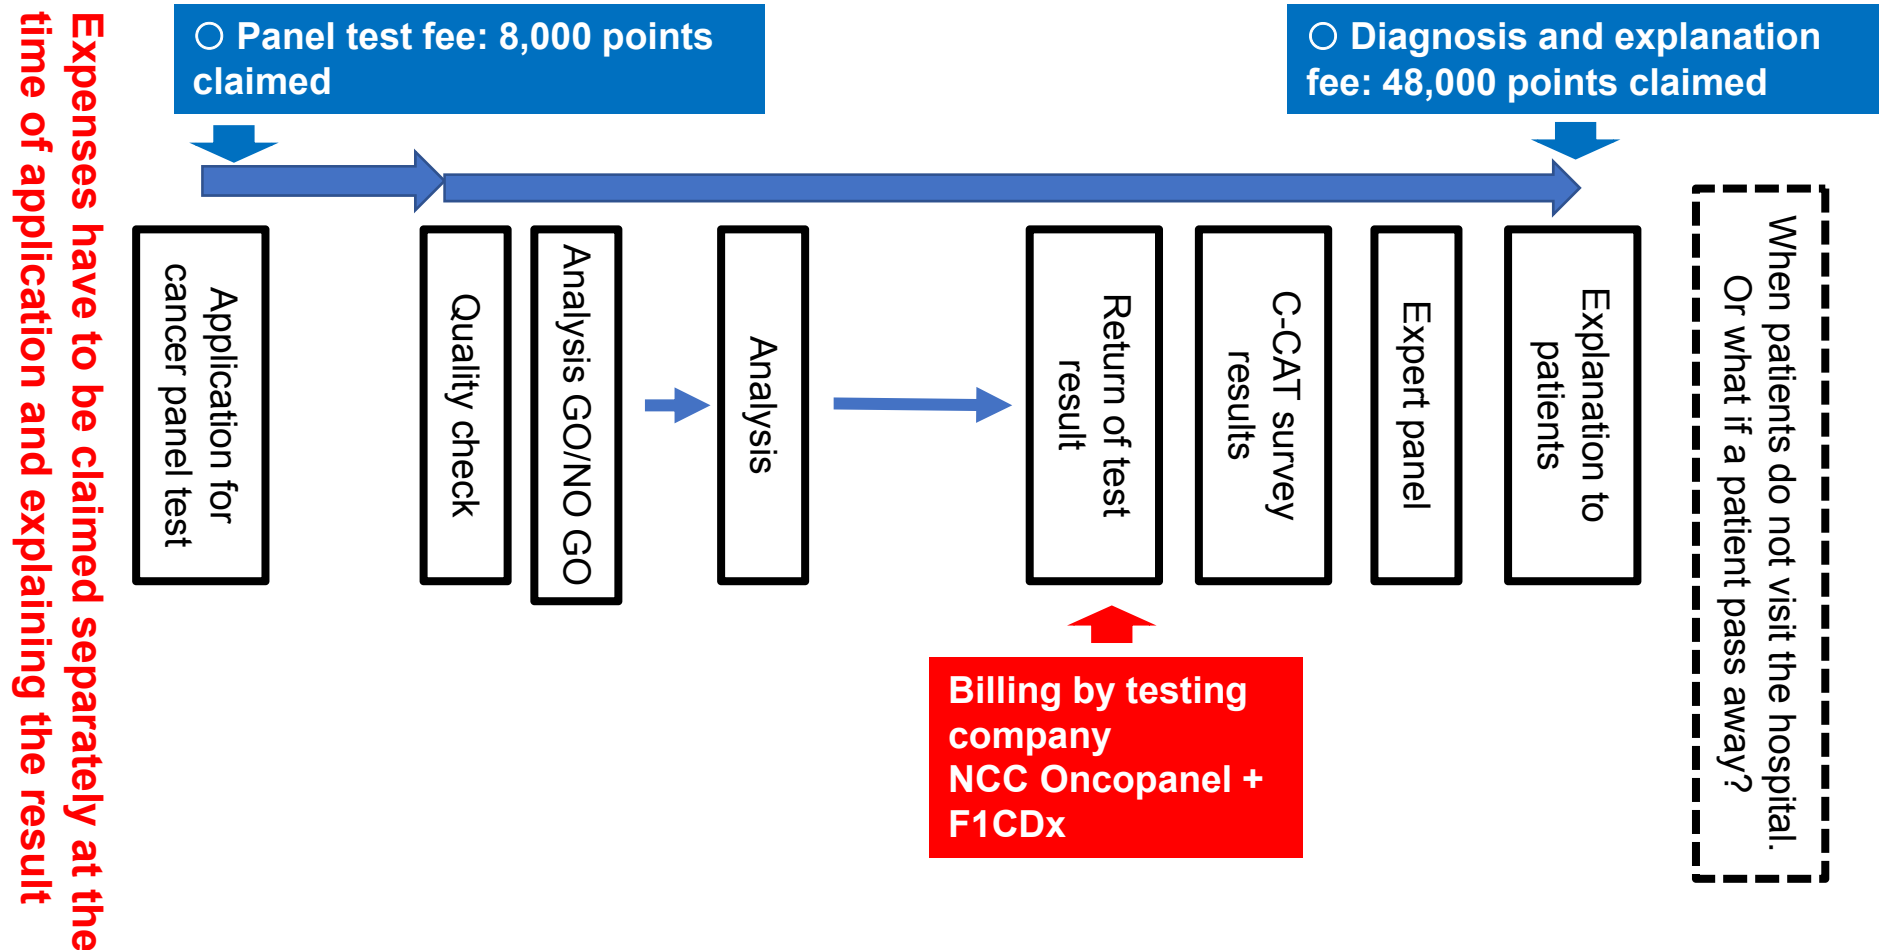 Expenses have to be claimed separately at the
time of application and explaining the result
○ Panel test fee: 8,000 points
claimed
○ Diagnosis and explanation
fee: 48,000 points claimed
Application for
cancer panel test
Quality check
Analysis GO/NO GO
Analysis
Return of test
result
C-CAT survey
results
Expert panel
Explanation to
patients
When patients do not visit the hospital.
Or what if a patient pass away?
Billing by testing
company
NCC Oncopanel +
F1CDx